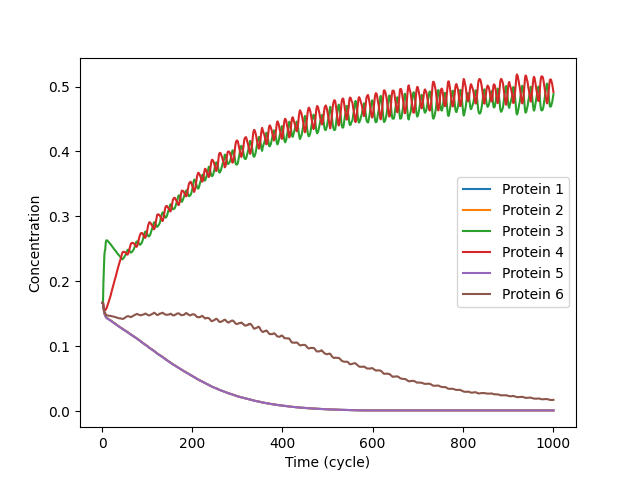 0.5
0.4
0.3
0.2
0.1
0.0
Concentration
0
200
400
600
800
1000
Time (cycle)
Protein 1
Protein 2
Protein 3
Protein 4
Protein 5
Protein 6